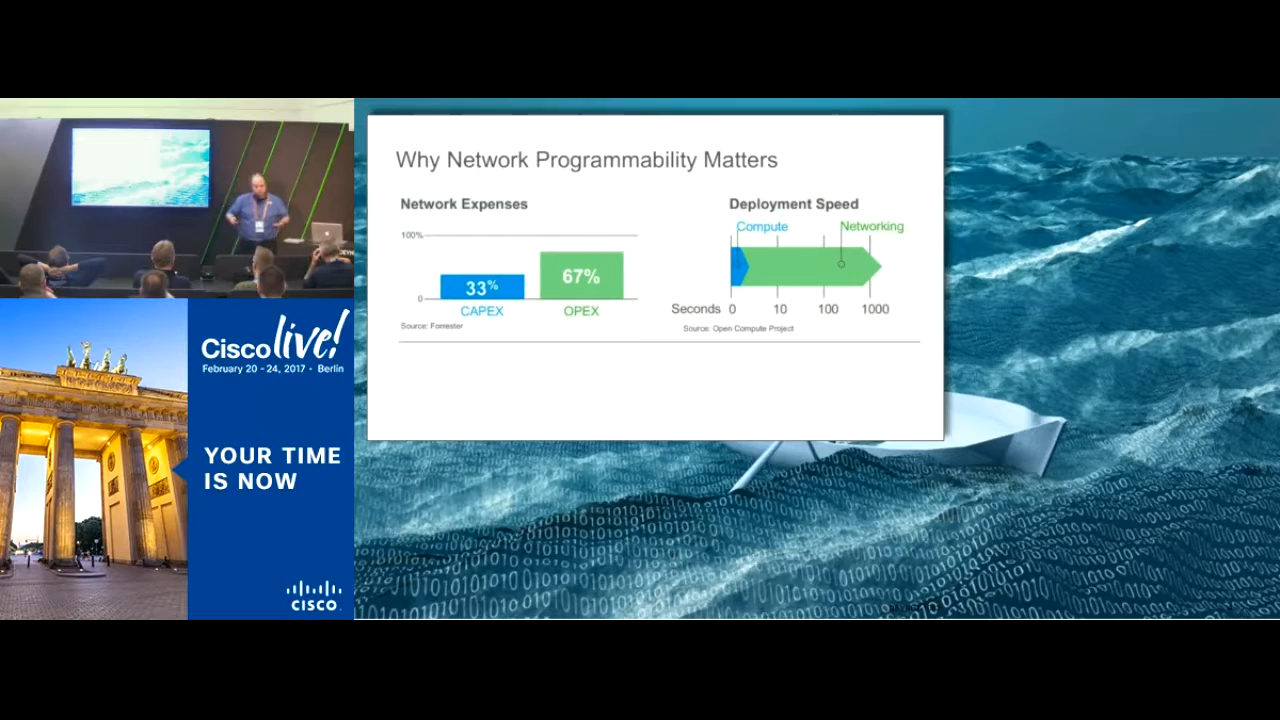 Why Network Programmability Matters
Network Expenses
100%
33%
67%
0
CAPEX
OPEX
Source: Forrester
Deployment Speed
Compute
Networking
Seconds 0 10 100 1000
Source: Open Compute Project
Cisco live!
February 20 - 24, 2017 · Berlin
YOUR TIME
IS NOW
CISCO